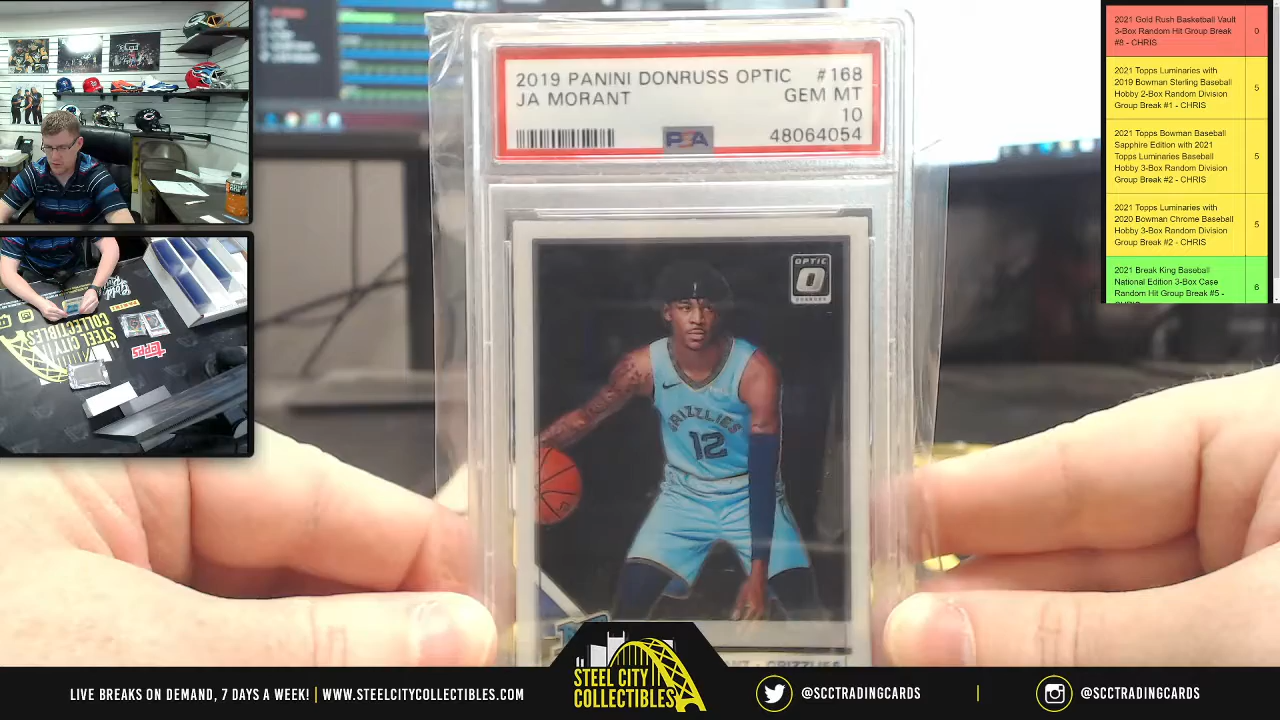 2019 PANINI DONRUSS OPTIC #168
JA MORANT GEM MT
10
PSA 48064054
OPTIC
GRIZZLIES
12
GRIZZLIES
2021 Gold Rush Basketball Vault 0
3-Box Random Hit Group Break
#8 - CHRIS
2021 Topps Luminaries with
2019 Bowman Sterling Baseball 5
Hobby 2-Box Random Division
Group Break #1 - CHRIS
2021 Topps Bowman Baseball
Sapphire Edition with 2021
Topps Luminaries Baseball 5
Hobby 3-Box Random Division
Group Break #2 - CHRIS
2021 Topps Luminaries with
2020 Bowman Chrome Baseball 5
Hobby 3-Box Random Division
Group Break #2 - CHRIS
2021 Break King Baseball
National Edition 3-Box Case 6
Random Hit Group Break #5 -
STEEL CITY
COLLECTIBLES
topps
LIVE BREAKS ON DEMAND, 7 DAYS A WEEK! | WWW.STEELCITYCOLLECTIBLES.COM
STEEL CITY
COLLECTIBLES
@SCCTRADINGCARDS | @SCCTRADINGCARDS